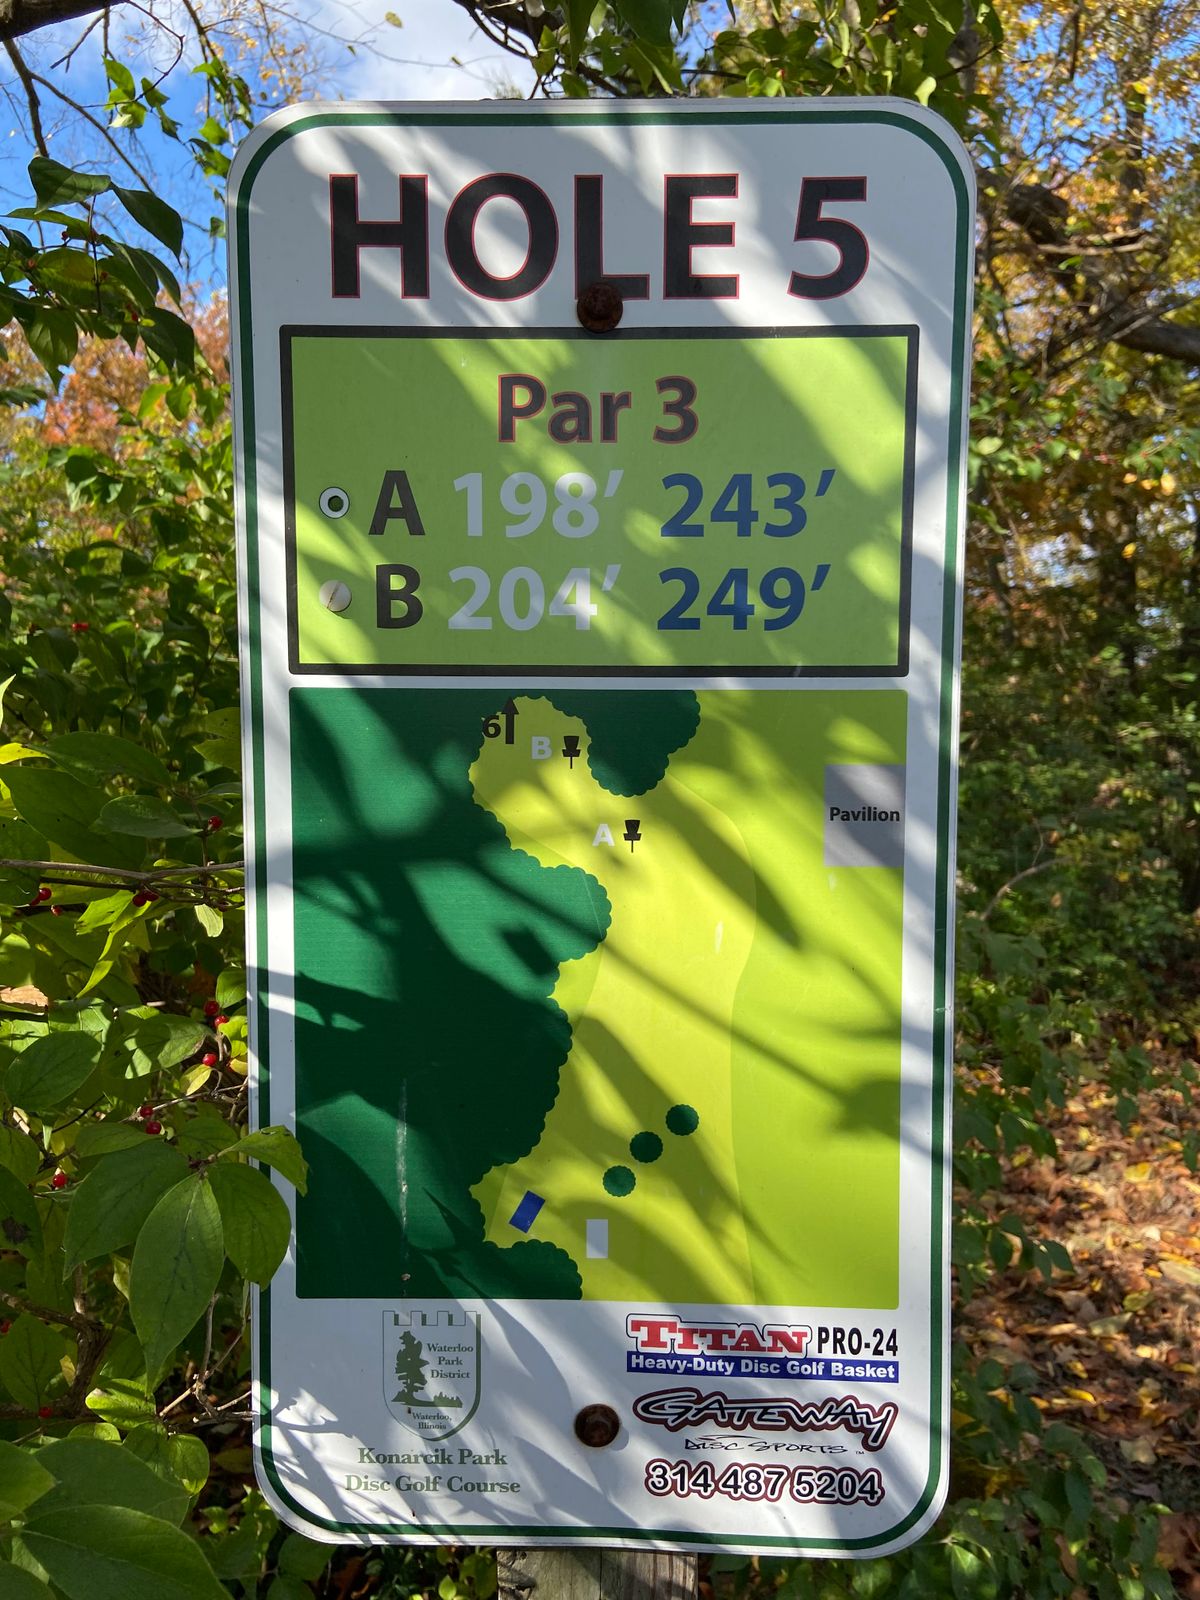 HOLE 5
Par 3
A 198′ 243′
B 204′ 249′
6
B
A
Pavilion
Waterloo
Park
District
Waterloo,
Illinois
Konarcik Park
Disc Golf Course
TITAN PRO-24
Heavy-Duty Disc Golf Basket
GATEWAY
DISC SPORTS ™
314 487 5204